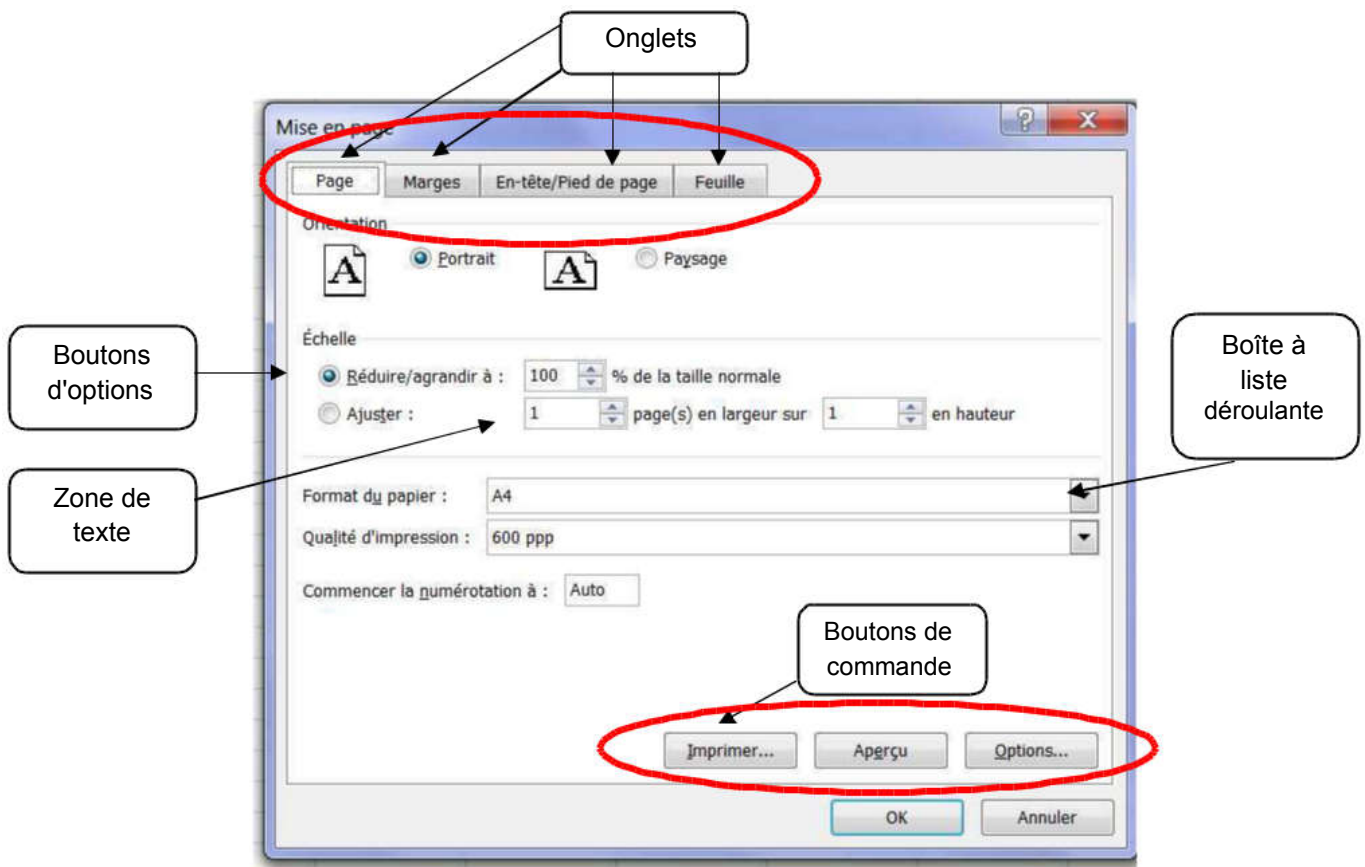 Onglets
Mise en page
Page Marges En-tête/Pied de page Feuille
Orientation
A Portrait A Paysage
Échelle
Réduire/agrandir à : 100 % de la taille normale
Ajuster : 1 page(s) en largeur sur 1 en hauteur
Boutons
d'options
Boîte à
liste
déroulante
Zone de
texte
Format du papier : A4
Qualité d'impression : 600 ppp
Commencer la numérotation à : Auto
Boutons de
commande
Imprimer... Aperçu Options...
OK Annuler